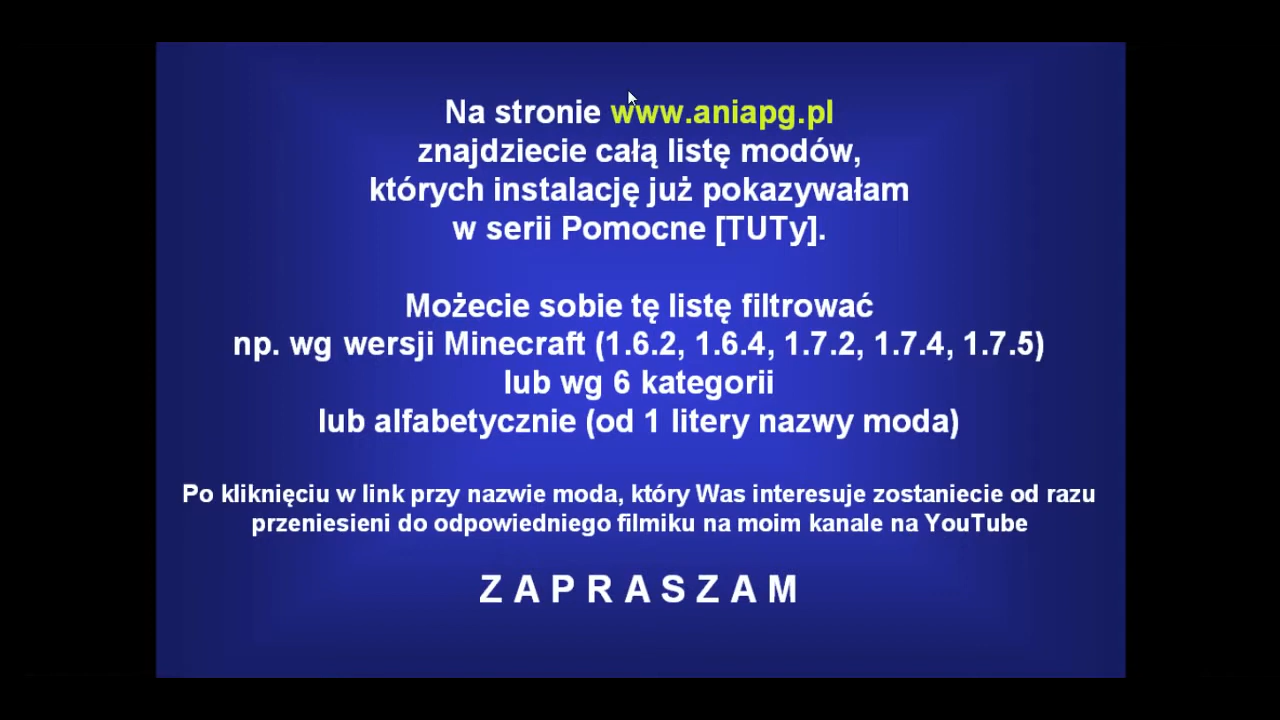 Na stronie www.aniapg.pl
znajdziecie całą listę modów,
których instalację już pokazywałam
w serii Pomocne [TUTy].
Możecie sobie tę listę filtrować
np. wg wersji Minecraft (1.6.2, 1.6.4, 1.7.2, 1.7.4, 1.7.5)
lub wg 6 kategorii
lub alfabetycznie (od 1 litery nazwy moda)
Po kliknięciu w link przy nazwie moda, który Was interesuje zostaniecie od razu
przeniesieni do odpowiedniego filmiku na moim kanale na YouTube
Z A P R A S Z A M